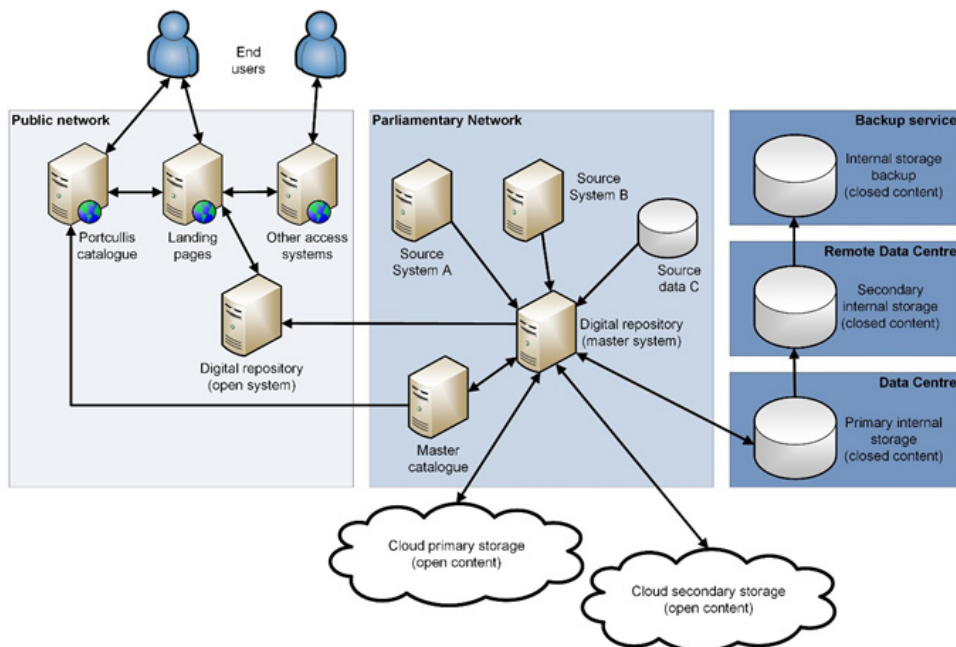 End
users
Public network
Portcullis
catalogue
Landing
pages
Other access
systems
Digital repository
(open system)
Parliamentary Network
Source
System A
Source
System B
Source
data C
Digital repository
(master system)
Master
catalogue
Backup service
Internal storage
backup
(closed content)
Remote Data Centre
Secondary
internal storage
(closed content)
Data Centre
Primary internal
storage
(closed content)
Cloud primary storage
(open content)
Cloud secondary storage
(open content)